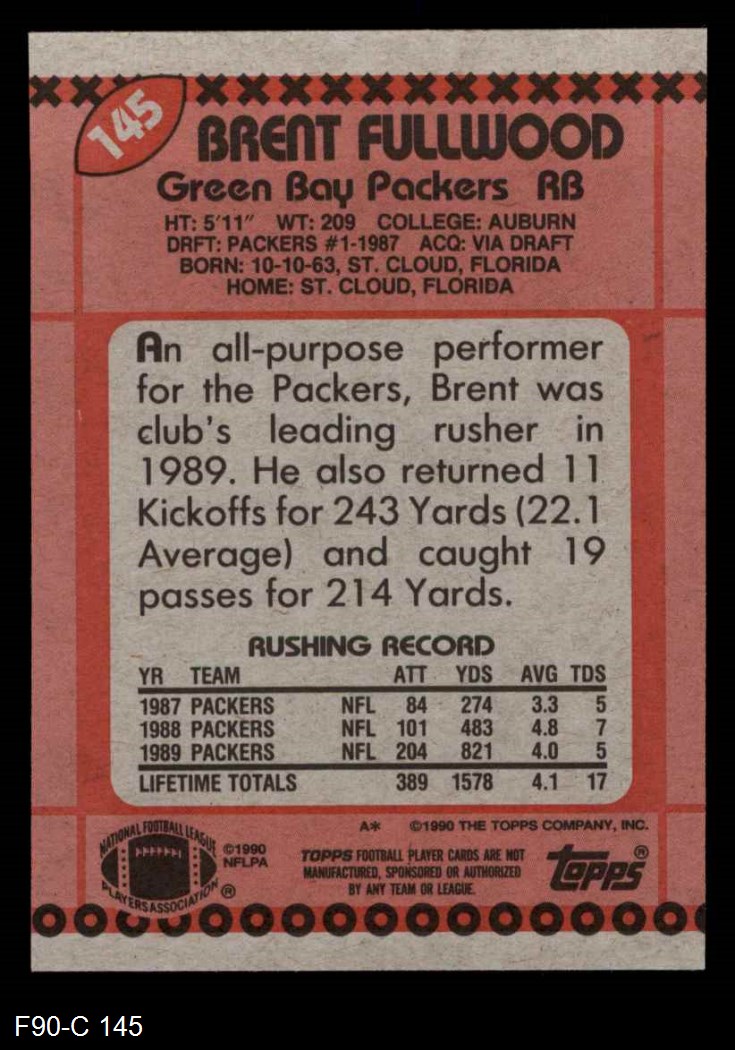 145
BRENT FULLWOOD
Green Bay Packers RB
HT: 5'11" WT: 209 COLLEGE: AUBURN
DRFT: PACKERS #1-1987 ACQ: VIA DRAFT
BORN: 10-10-63, ST. CLOUD, FLORIDA
HOME: ST. CLOUD, FLORIDA
An all-purpose performer
for the Packers, Brent was
club's leading rusher in
1989. He also returned 11
Kickoffs for 243 Yards (22.1
Average) and caught 19
passes for 214 Yards.
RUSHING RECORD
YR TEAM ATT YDS AVG TDS
1987 PACKERS NFL 84 274 3.3 5
1988 PACKERS NFL 101 483 4.8 7
1989 PACKERS NFL 204 821 4.0 5
LIFETIME TOTALS 389 1578 4.1 17
A* ©1990 THE TOPPS COMPANY, INC.
NATIONAL FOOTBALL LEAGUE
PLAYERS
PLAYERS ASSOCIATION ®
©1990
NFLPA
TOPPS FOOTBALL PLAYER CARDS ARE NOT
MANUFACTURED, SPONSORED OR AUTHORIZED
BY ANY TEAM OR LEAGUE.
topps®
F90-C 145